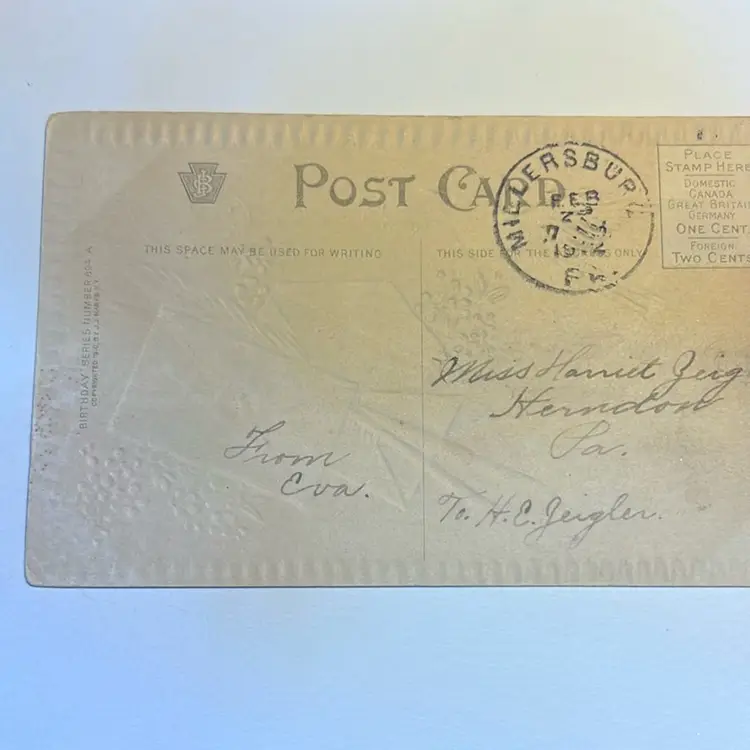 POST CARD
THIS SPACE MAY BE USED FOR WRITING
THIS SIDE FOR THE ADDRESS ONLY
MILLERSBURG
FEB
PA.
PLACE
STAMP HERE
DOMESTIC
CANADA
GREAT BRITAIN
GERMANY
ONE CENT
FOREIGN
TWO CENTS
"BIRTHDAY" SERIES NUMBER 694 A
Miss Harriet Zeig
Herndon
Pa.
From
Eva.
To. H. E. Zeigler.